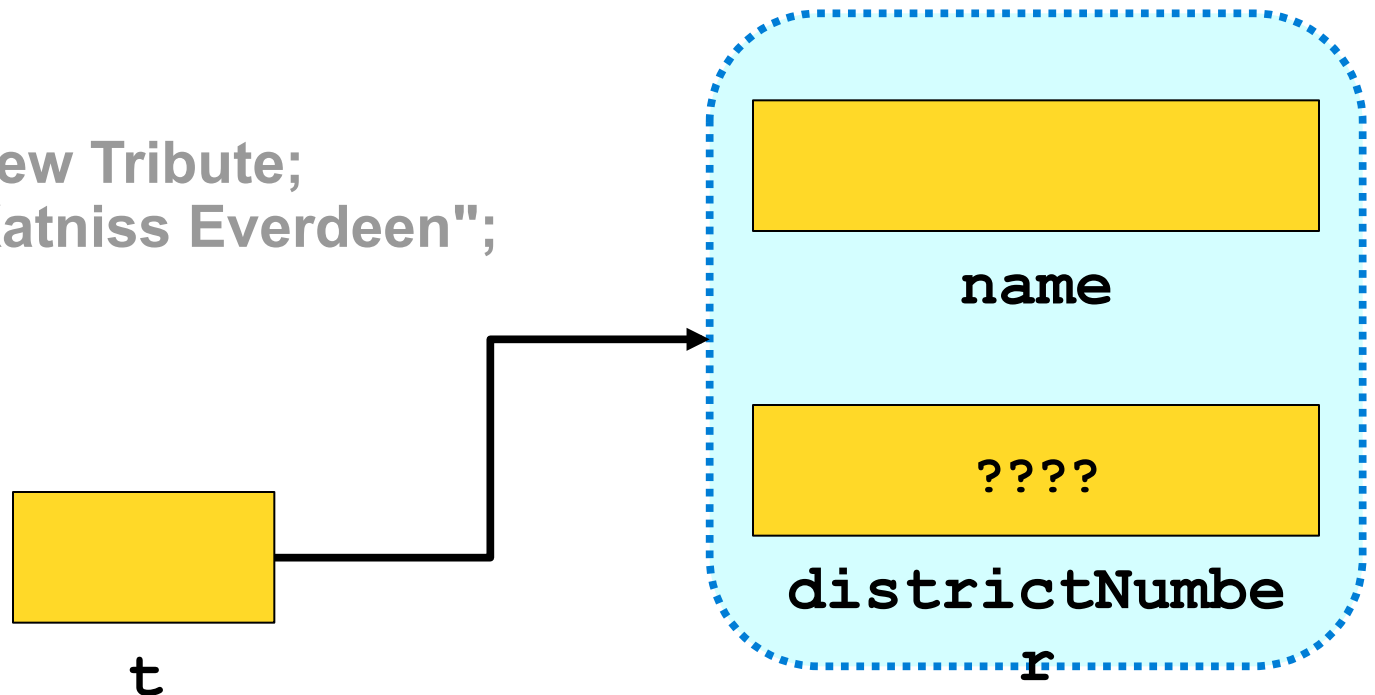 ew Tribute;
atniss Everdeen";
name
????
districtNumbe
r
t